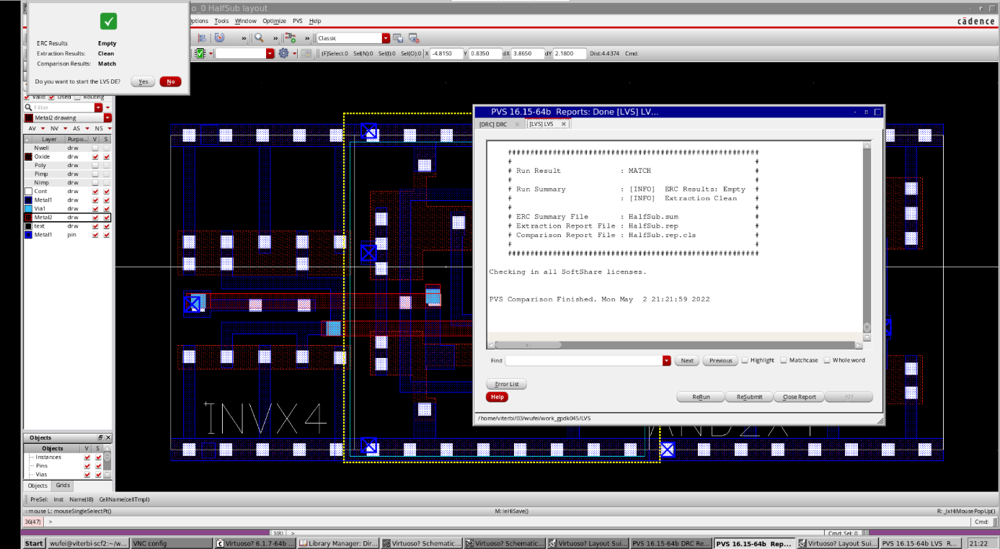 o_0 HalfSub layout
ptions Tools Window Optimize PVS Help
cādence
ERC Results Empty
Extraction Results: Clean
Comparison Results: Match
Do you want to start the LVS DE? Yes No
» » » Classic
(F)Select:0 Sel(N):0 Sel(I):0 Sel(O):0 X -4.8150 Y 0.8350 dX 3.8650 dY 2.1800 Dist:4.4374 Cmd:
Valid Used Routing
Filter
Metal2 drawing
AV NV AS NS
Layer Purpo... V S
Nwell drw
Oxide drw
Poly drw
Pimp drw
Nimp drw
Cont drw
Metal1 drw
Via1 drw
Metal2 drw
text drw
Metal1 pin
PVS 16.15-64b Reports: Done [LVS] LV...
[DRC] DRC [LVS] LVS
##########################################################
# #
# Run Result : MATCH #
# #
# Run Summary : [INFO] ERC Results: Empty #
# : [INFO] Extraction Clean #
# #
# ERC Summary File : HalfSub.sum #
# Extraction Report File : HalfSub.rep #
# Comparison Report File : HalfSub.rep.cls #
# #
##########################################################
Checking in all SoftShare licenses.
PVS Comparison Finished. Mon May 2 21:21:59 2022
Find Next Previous Highlight Matchcase Whole word
Error List
Help ReRun ReSubmit Close Report Kill
/home/viterbi/03/wufei/work_gpdk045/LVS
INVX4
Objects
Objects V S
Instances
Pins
Vias
Objects Grids
PreSel: Inst Name(I8) CellName(cellTmpl)
mouse L: mouseSingleSelectPt() M: leHiSave() R: _lxHiMousePopUp()
36(47) > Cmd:
1(8) > Cmd: Sel: 0
Start wufei@viterbi-scf2:~/w... VNC config Virtuoso? 6.1.7-64b Library Manager: Dir... Virtuoso? Schematic... Virtuoso? Schematic... Virtuoso? Layout Sui... PVS 16.15-64b DRC Re... PVS 16.15-64b Rep... Virtuoso? Layout Sui... PVS 16.15-64b LVS R... 21:22